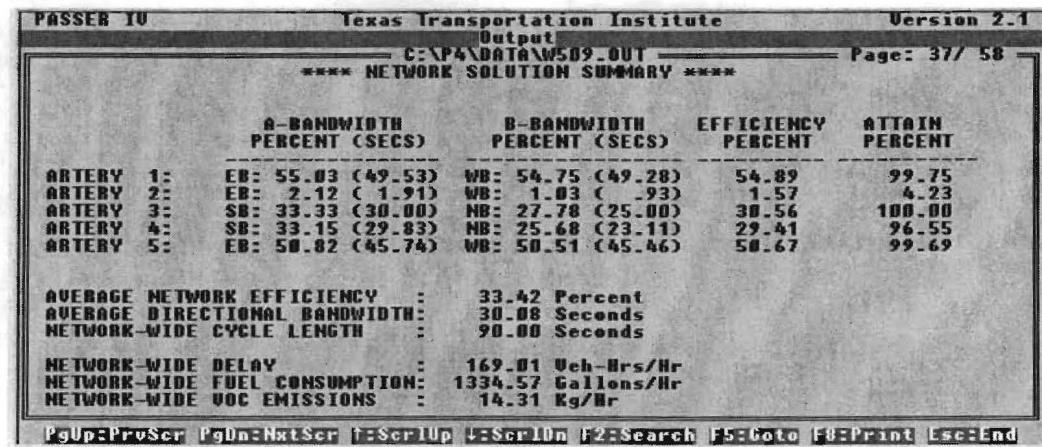 PASSER IV Texas Transportation Institute Version 2.1
Output
C:\P4\DATA\W509_OUT Page: 37/ 58
**** NETWORK SOLUTION SUMMARY ****
A-BANDWIDTH B-BANDWIDTH EFFICIENCY ATTAIN
PERCENT (SECS) PERCENT (SECS) PERCENT PERCENT
ARTERY 1: EB: 55.03 (49.53) WB: 54.75 (49.28) 54.89 99.75
ARTERY 2: EB: 2.12 ( 1.91) WB: 1.03 ( .93) 1.57 4.23
ARTERY 3: SB: 33.33 (30.00) NB: 27.78 (25.00) 30.56 100.00
ARTERY 4: SB: 33.15 (29.83) NB: 25.68 (23.11) 29.41 96.55
ARTERY 5: EB: 50.82 (45.74) WB: 50.51 (45.46) 50.67 99.69
AVERAGE NETWORK EFFICIENCY : 33.42 Percent
AVERAGE DIRECTIONAL BANDWIDTH: 30.08 Seconds
NETWORK-WIDE CYCLE LENGTH : 90.00 Seconds
NETWORK-WIDE DELAY : 169.01 Veh-Hrs/Hr
NETWORK-WIDE FUEL CONSUMPTION: 1334.57 Gallons/Hr
NETWORK-WIDE VOC EMISSIONS : 14.31 Kg/Hr
PgUp:PrvScr PgDn:NxtScr ↑:ScrlUp ↓:ScrlDn F2:Search F5:Goto F8:Print Esc:End